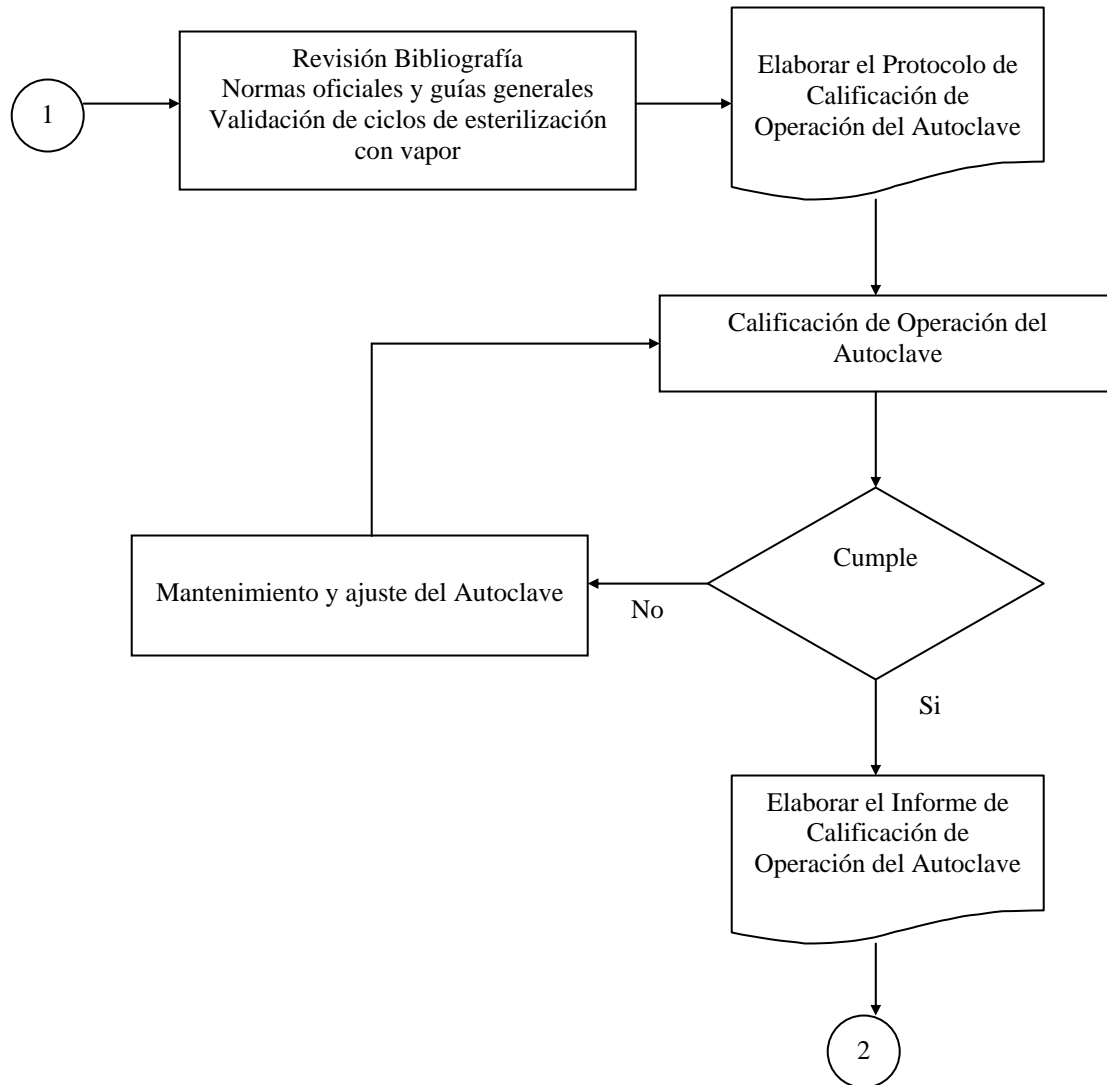 1
Revisión Bibliografía
Normas oficiales y guías generales
Validación de ciclos de esterilización
con vapor
Elaborar el Protocolo de
Calificación de
Operación del Autoclave
Calificación de Operación del
Autoclave
Cumple
No
Mantenimiento y ajuste del Autoclave
Si
Elaborar el Informe de
Calificación de
Operación del Autoclave
2